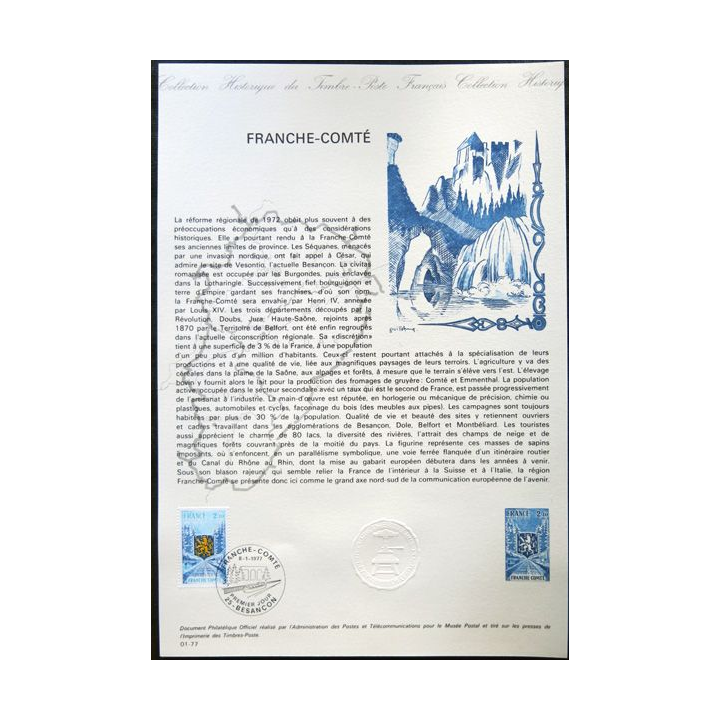 Collection Historique du Timbre-Poste Français Collection Historique
FRANCHE-COMTÉ
La réforme régionale de 1972 obéit plus souvent à des
préoccupations économiques qu'à des considérations
historiques. Elle a pourtant rendu à la Franche-Comté
ses anciennes limites de province. Les Séquanes, menacés
par une invasion nordique, ont fait appel à César, qui
admire le site de Vesontio, l'actuelle Besançon. La civitas
romaine est occupée par les Burgondes, puis enclavée
dans la Lotharingie. Successivement fief bourguignon et
terre d'Empire gardant ses franchises, d'où son nom,
la Franche-Comté sera envahie par Henri IV, annexée
par Louis XIV. Les trois départements découpés par la
Révolution, Doubs, Jura, Haute-Saône, rejoints après
1870 par le Territoire de Belfort, ont été enfin regroupés
dans l'actuelle circonscription régionale. Sa «discrétion»
tient à une superficie de 3 % de la France, à une population
d'un peu plus d'un million d'habitants. Ceux-ci restent pourtant attachés à la spécialisation de leurs
productions et à une qualité de vie, liée aux magnifiques paysages de leurs terroirs. L'agriculture y va des
céréales dans la plaine de la Saône, aux alpages et forêts, à mesure que le terrain s'élève vers l'est. L'élevage
bovin y fournit alors le lait pour la production des fromages de gruyère : Comté et Emmenthal. La population
active, occupée dans le secteur secondaire avec un taux qui est le second de France, est passée progressivement
de l'artisanat à l'industrie. La main-d'œuvre est réputée, en horlogerie ou mécanique de précision, chimie ou
plastiques, automobiles et cycles, façonnage du bois (des meubles aux pipes). Les campagnes sont toujours
habitées par plus de 30 % de la population. Qualité de vie et beauté des sites y retiennent ouvriers
et cadres travaillant dans les agglomérations de Besançon, Dole, Belfort et Montbéliard. Les touristes
aussi apprécient le charme de 80 lacs, la diversité des rivières, l'attrait des champs de neige et de
magnifiques forêts couvrant près de la moitié du pays. La figurine représente ces masses de sapins
imposants, où s'enfoncent, en un parallélisme symbolique, une voie ferrée flanquée d'un itinéraire routier
et du Canal du Rhône au Rhin, dont la mise au gabarit européen débutera dans les années à venir.
Sous son blason rajeuni qui semble relier la France de l'intérieur à la Suisse et à l'Italie, la région
Franche-Comté se présente donc ici comme le grand axe nord-sud de la communication européenne de l'avenir.
FRANCE 2,10
FRANCHE-COMTÉ
FRANCHE-COMTÉ
8-1-1977
PREMIER JOUR
25-BESANÇON
FRANCE 2,10
FRANCHE-COMTÉ
Document Philatélique Officiel réalisé par l'Administration des Postes et Télécommunications pour le Musée Postal et tiré sur les presses de
l'Imprimerie des Timbres-Poste.
01-77